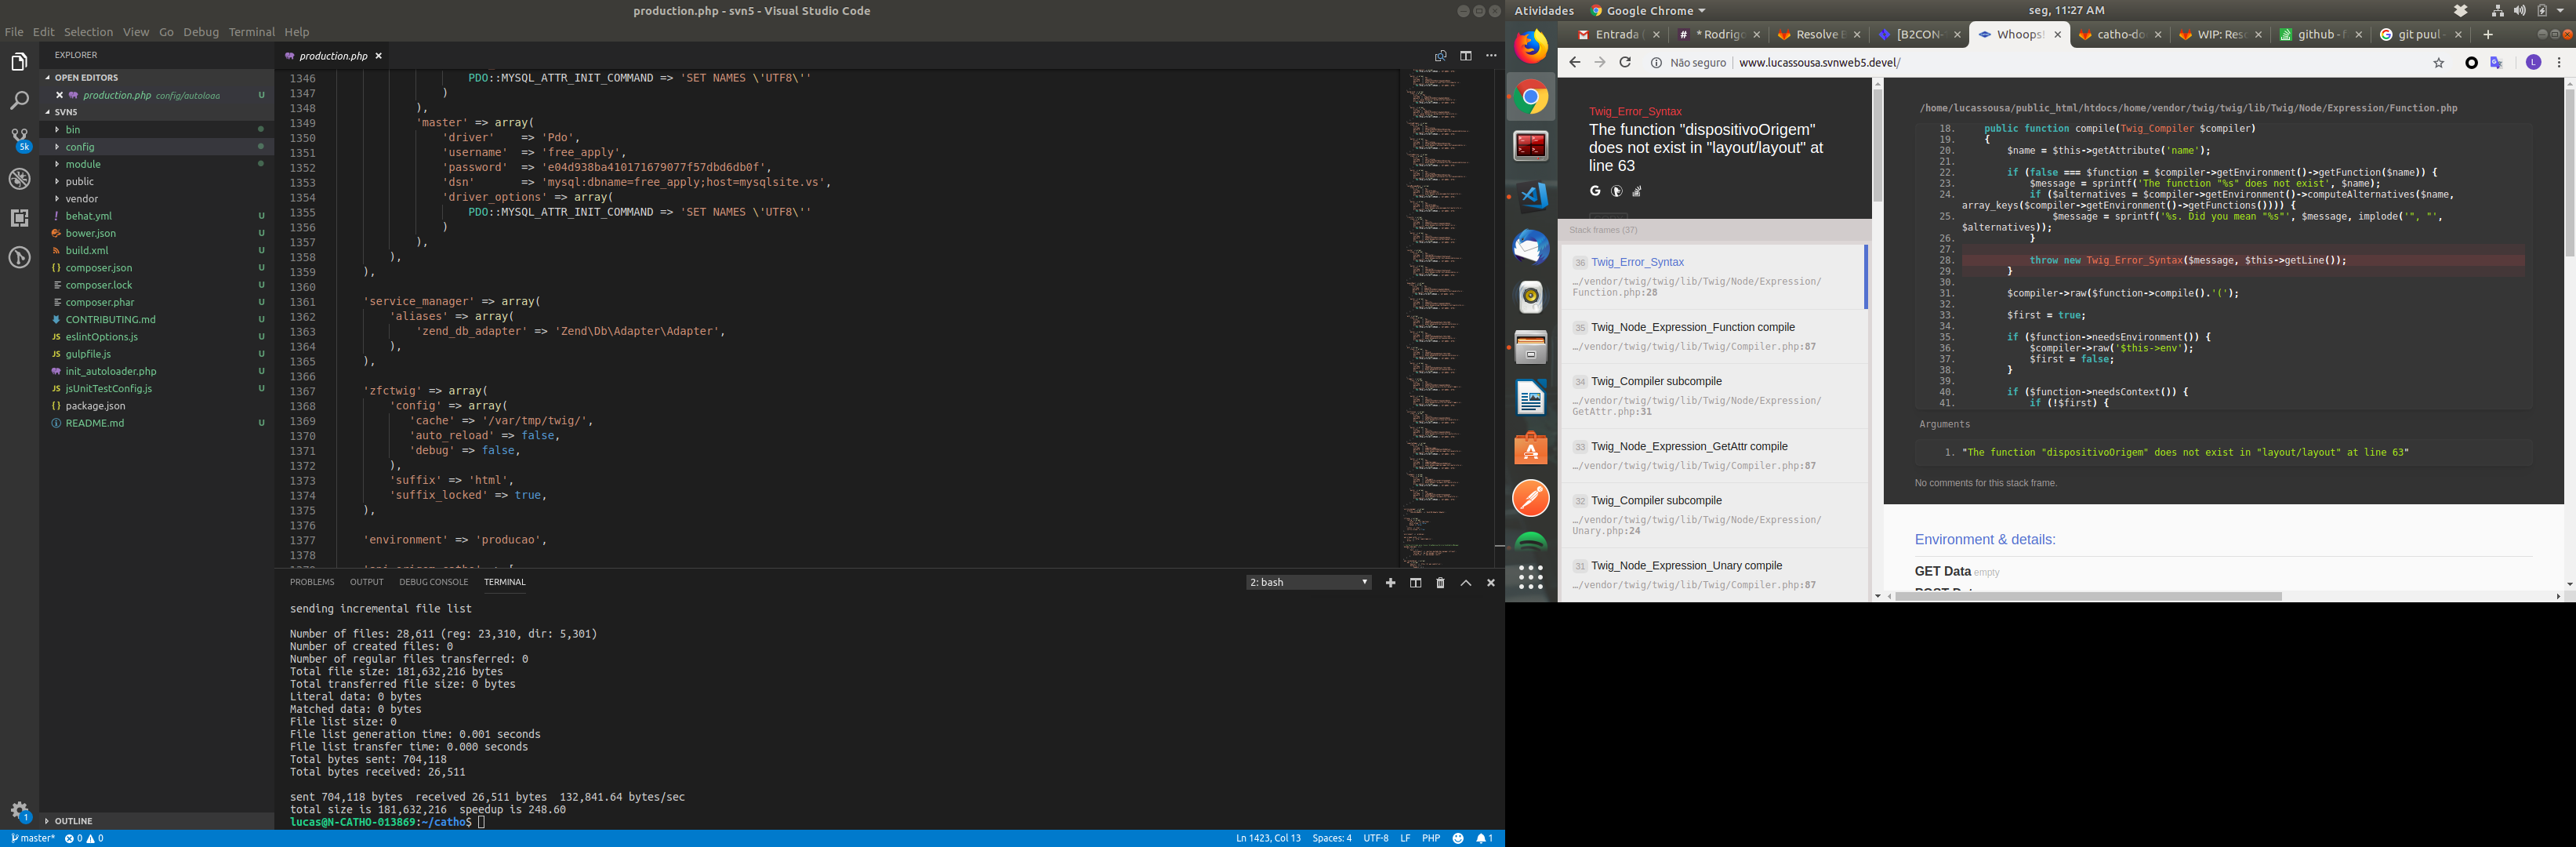 production.php - svn5 - Visual Studio Code
File Edit Selection View Go Debug Terminal Help
EXPLORER
OPEN EDITORS
production.php config/autoload U
SVN5
bin
config
module
public
vendor
behat.yml U
bower.json U
build.xml U
composer.json U
composer.lock U
composer.phar U
CONTRIBUTING.md U
eslintOptions.js U
gulpfile.js U
init_autoloader.php U
jsUnitTestConfig.js U
package.json
README.md U
OUTLINE
5k
1
production.php
1346 PDO::MYSQL_ATTR_INIT_COMMAND => 'SET NAMES \'UTF8\''
1347 )
1348 ),
1349 'master' => array(
1350 'driver' => 'Pdo',
1351 'username' => 'free_apply',
1352 'password' => 'e04d938ba410171679077f57dbd6db0f',
1353 'dsn' => 'mysql:dbname=free_apply;host=mysqlsite.vs',
1354 'driver_options' => array(
1355 PDO::MYSQL_ATTR_INIT_COMMAND => 'SET NAMES \'UTF8\''
1356 )
1357 ),
1358 ),
1359 ),
1360
1361 'service_manager' => array(
1362 'aliases' => array(
1363 'zend_db_adapter' => 'Zend\Db\Adapter\Adapter',
1364 ),
1365 ),
1366
1367 'zfctwig' => array(
1368 'config' => array(
1369 'cache' => '/var/tmp/twig/',
1370 'auto_reload' => false,
1371 'debug' => false,
1372 ),
1373 'suffix' => 'html',
1374 'suffix_locked' => true,
1375 ),
1376
1377 'environment' => 'producao',
1378
PROBLEMS OUTPUT DEBUG CONSOLE TERMINAL
2: bash
sending incremental file list
Number of files: 28,611 (reg: 23,310, dir: 5,301)
Number of created files: 0
Number of regular files transferred: 0
Total file size: 181,632,216 bytes
Total transferred file size: 0 bytes
Literal data: 0 bytes
Matched data: 0 bytes
File list size: 0
File list generation time: 0.001 seconds
File list transfer time: 0.000 seconds
Total bytes sent: 704,118
Total bytes received: 26,511
sent 704,118 bytes received 26,511 bytes 132,841.64 bytes/sec
total size is 181,632,216 speedup is 248.60
lucas@N-CATHO-013869:~/catho$
master* 0 0
Ln 1423, Col 13 Spaces: 4 UTF-8 LF PHP 1
Atividades Google Chrome seg, 11:27 AM
Entrada ( * Rodrigo Resolve B [B2CON- Whoops! catho-do WIP: Reso github - f git puul -
Não seguro www.lucassousa.svnweb5.devel/
L
Twig_Error_Syntax
The function "dispositivoOrigem"
does not exist in "layout/layout" at
line 63
Stack frames (37)
36 Twig_Error_Syntax
…/vendor/twig/twig/lib/Twig/Node/Expression/
Function.php:28
35 Twig_Node_Expression_Function compile
…/vendor/twig/twig/lib/Twig/Compiler.php:87
34 Twig_Compiler subcompile
…/vendor/twig/twig/lib/Twig/Node/Expression/
GetAttr.php:31
33 Twig_Node_Expression_GetAttr compile
…/vendor/twig/twig/lib/Twig/Compiler.php:87
32 Twig_Compiler subcompile
…/vendor/twig/twig/lib/Twig/Node/Expression/
Unary.php:24
31 Twig_Node_Expression_Unary compile
…/vendor/twig/twig/lib/Twig/Compiler.php:87
/home/lucassousa/public_html/htdocs/home/vendor/twig/twig/lib/Twig/Node/Expression/Function.php
18. public function compile(Twig_Compiler $compiler)
19. {
20. $name = $this->getAttribute('name');
21.
22. if (false === $function = $compiler->getEnvironment()->getFunction($name)) {
23. $message = sprintf('The function "%s" does not exist', $name);
24. if ($alternatives = $compiler->getEnvironment()->computeAlternatives($name,
array_keys($compiler->getEnvironment()->getFunctions()))) {
25. $message = sprintf('%s. Did you mean "%s"', $message, implode('", "',
$alternatives));
26. }
27.
28. throw new Twig_Error_Syntax($message, $this->getLine());
29. }
30.
31. $compiler->raw($function->compile().'(');
32.
33. $first = true;
34.
35. if ($function->needsEnvironment()) {
36. $compiler->raw('$this->env');
37. $first = false;
38. }
39.
40. if ($function->needsContext()) {
41. if (!$first) {
Arguments
1. "The function "dispositivoOrigem" does not exist in "layout/layout" at line 63"
No comments for this stack frame.
Environment & details:
GET Data empty